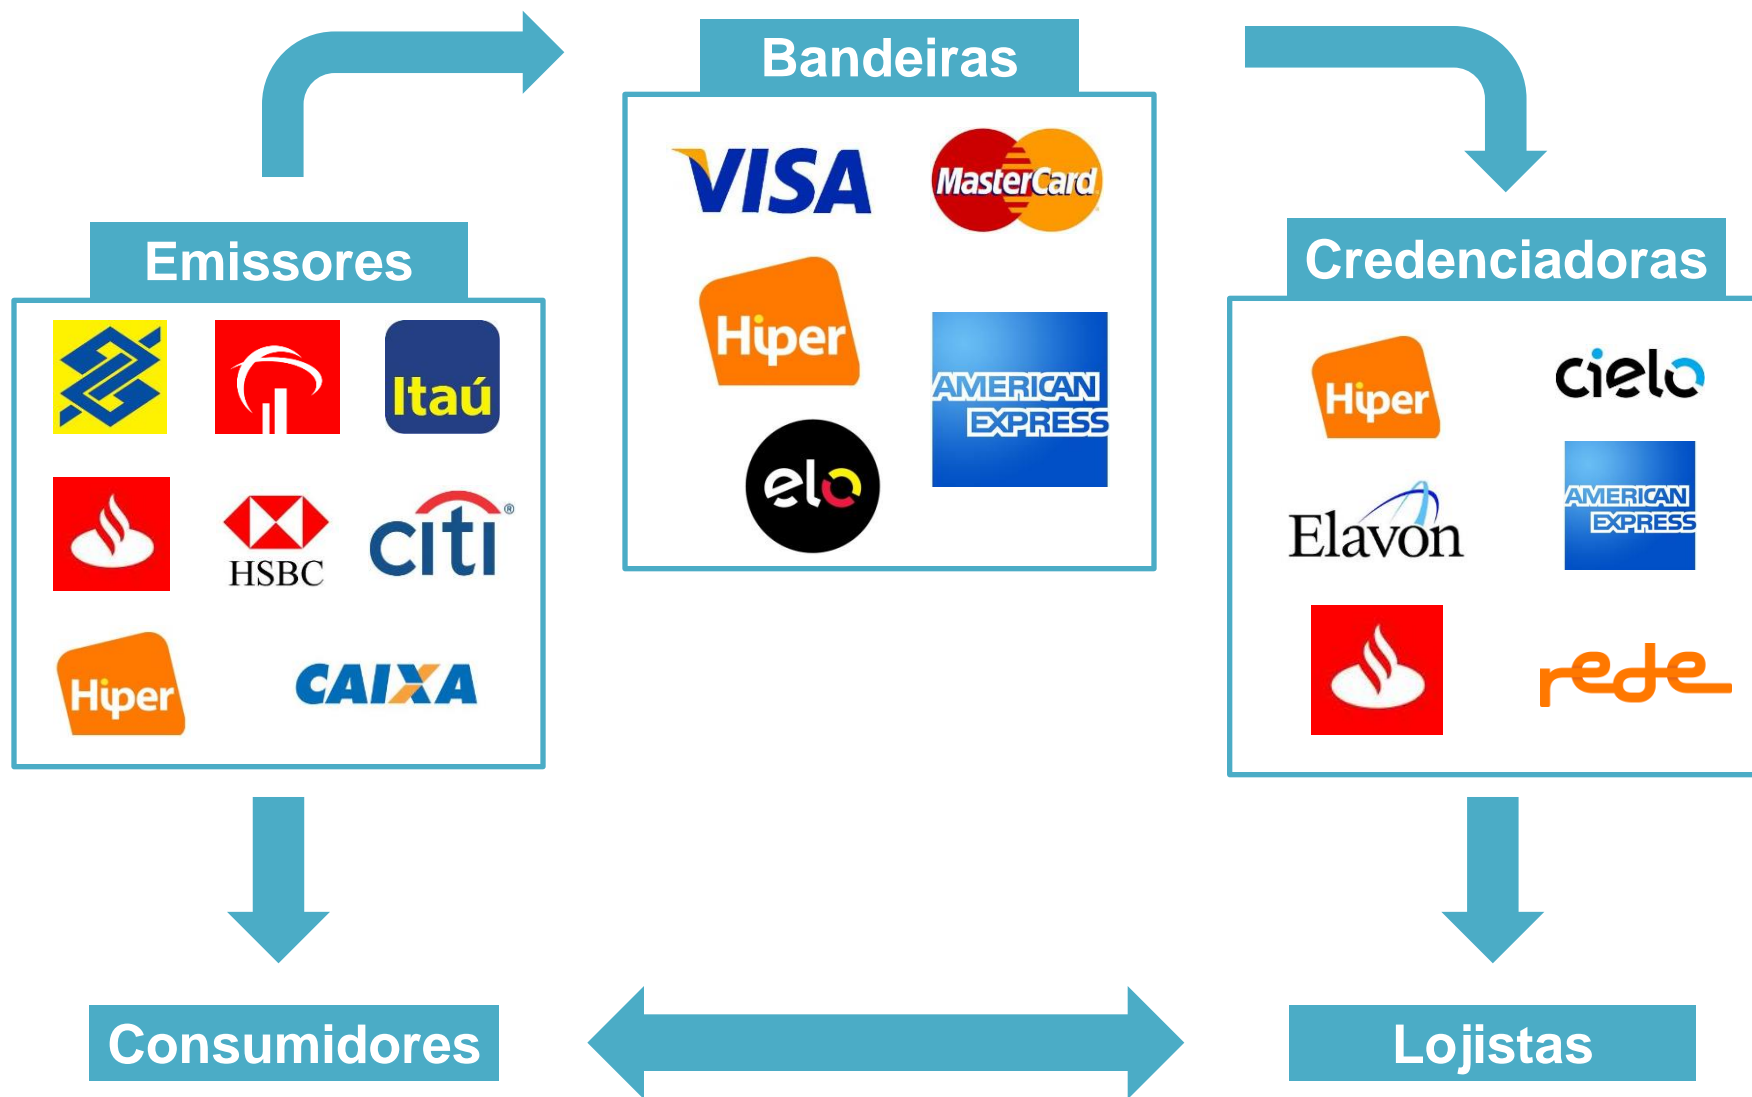 Bandeiras
VISA
MasterCard
Hiper
AMERICAN
EXPRESS
elo
Emissores
Itaú
HSBC
citi®
Hiper
CAIXA
Credenciadoras
Hiper
cielo
Elavon
AMERICAN
EXPRESS
rede
Consumidores
Lojistas